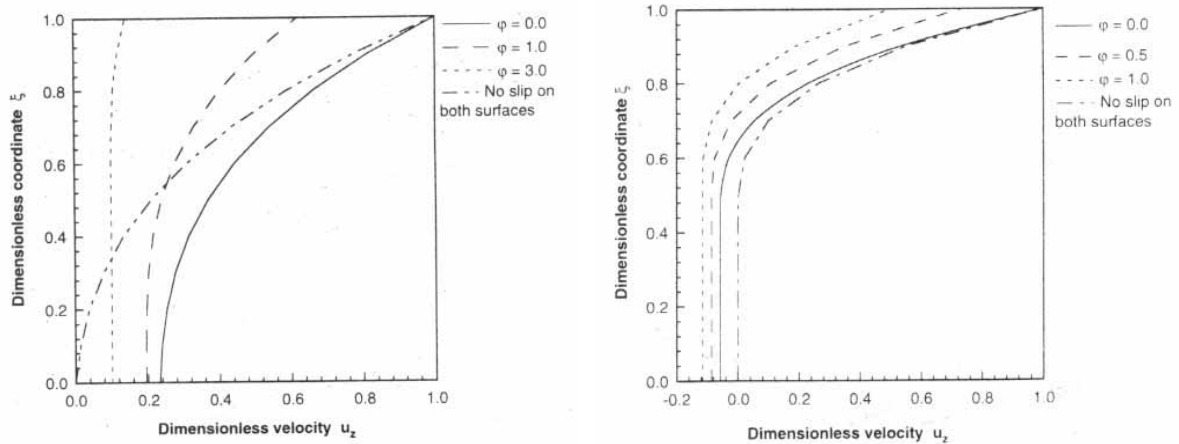 1.0
0.8
0.6
0.4
0.2
0.0
Dimensionless coordinate ξ
0.0 0.2 0.4 0.6 0.8 1.0
Dimensionless velocity u_z
φ = 0.0
φ = 1.0
φ = 3.0
No slip on
both surfaces
1.0
0.8
0.6
0.4
0.2
0.0
Dimensionless coordinate ξ
-0.2 0.0 0.2 0.4 0.6 0.8 1.0
Dimensionless velocity u_z
φ = 0.0
φ = 0.5
φ = 1.0
No slip on
both surfaces